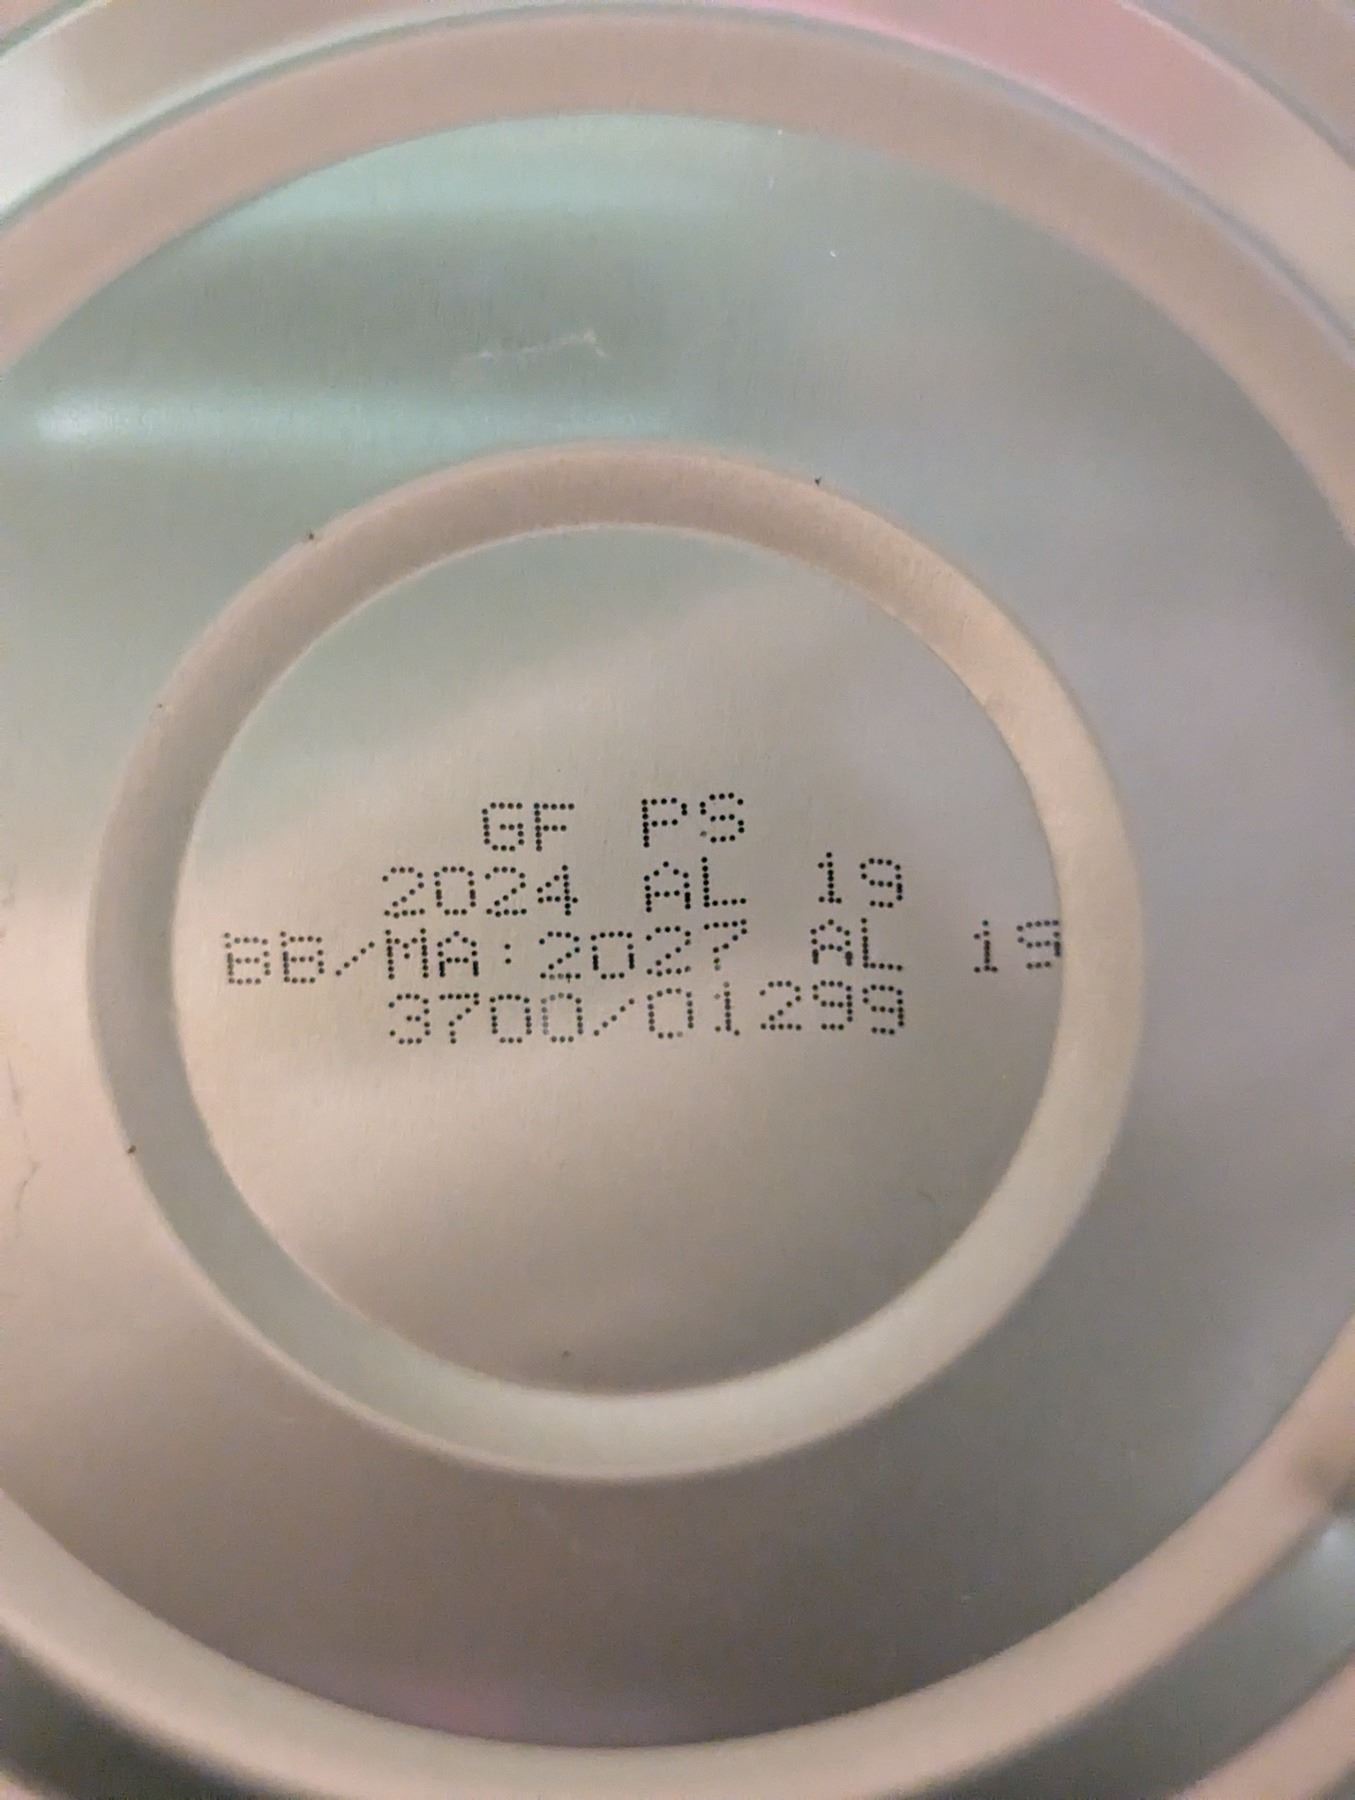 GF PS
2024 AL 19
BB/MA:2027 AL 19
3700/01299